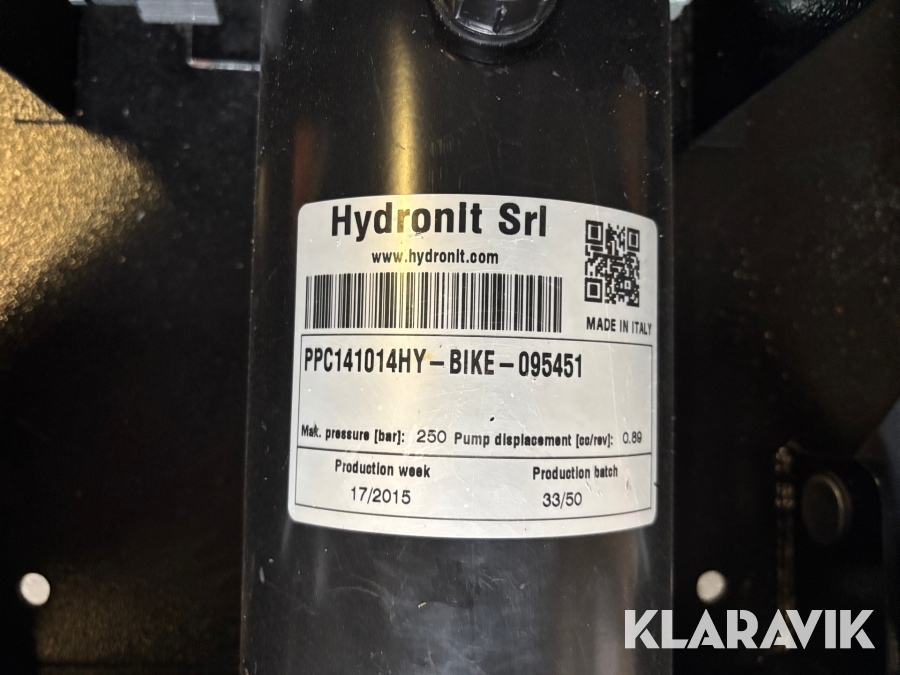 HydronIt Srl
www.hydronit.com
MADE IN ITALY
PPC141014HY-BIKE-095451
Max. pressure [bar]: 250 Pump displacement [cc/rev]: 0.89
Production week Production batch
17/2015 33/50
KLARAVIK